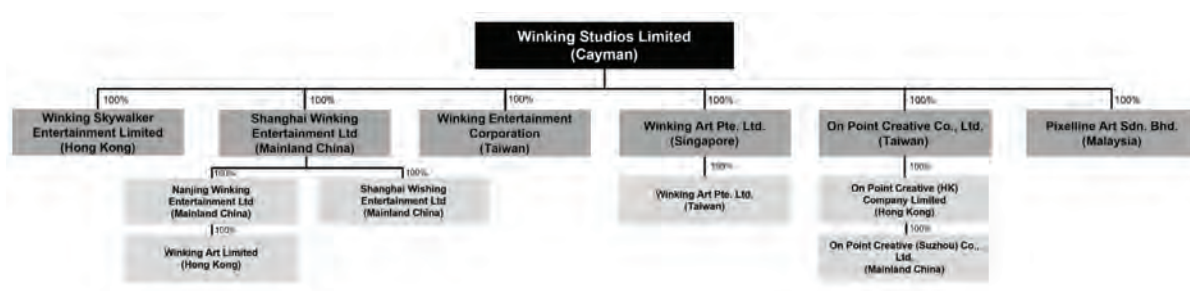 Winking Studios Limited
(Cayman)
100%
100%
100%
100%
100%
100%
Winking Skywalker
Entertainment Limited
(Hong Kong)
Shanghai Winking
Entertainment Ltd
(Mainland China)
Winking Entertainment
Corporation
(Taiwan)
Winking Art Pte. Ltd.
(Singapore)
On Point Creative Co., Ltd.
(Taiwan)
Pixelline Art Sdn. Bhd.
(Malaysia)
100%
100%
100%
100%
Nanjing Winking
Entertainment Ltd
(Mainland China)
Shanghai Wishing
Entertainment Ltd
(Mainland China)
Winking Art Pte. Ltd.
(Taiwan)
On Point Creative (HK)
Company Limited
(Hong Kong)
100%
100%
Winking Art Limited
(Hong Kong)
On Point Creative (Suzhou) Co.,
Ltd.
(Mainland China)